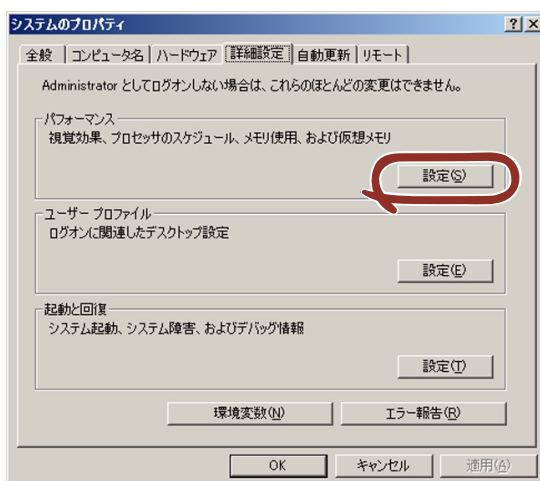 システムのプロパティ
全般 コンピュータ名 ハードウェア 詳細設定 自動更新 リモート
Administrator としてログオンしない場合は、これらのほとんどの変更はできません。
パフォーマンス
視覚効果、プロセッサのスケジュール、メモリ使用、および仮想メモリ
設定(S)
ユーザー プロファイル
ログオンに関連したデスクトップ設定
設定(E)
起動と回復
システム起動、システム障害、およびデバッグ情報
設定(T)
環境変数(N) エラー報告(R)
OK キャンセル 適用(A)